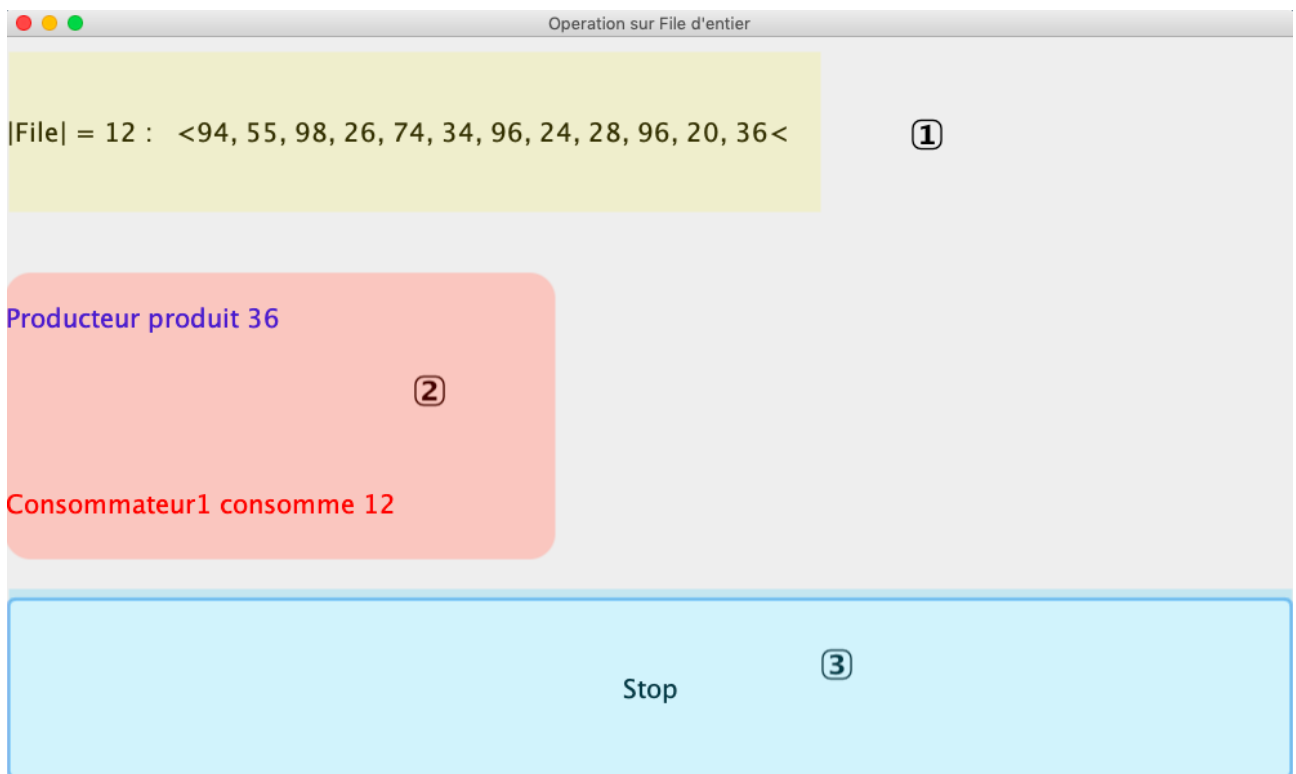 Operation sur File d'entier
|File| = 12 :   <94, 55, 98, 26, 74, 34, 96, 24, 28, 96, 20, 36<
1
Producteur produit 36
2
Consommateur1 consomme 12
3
Stop